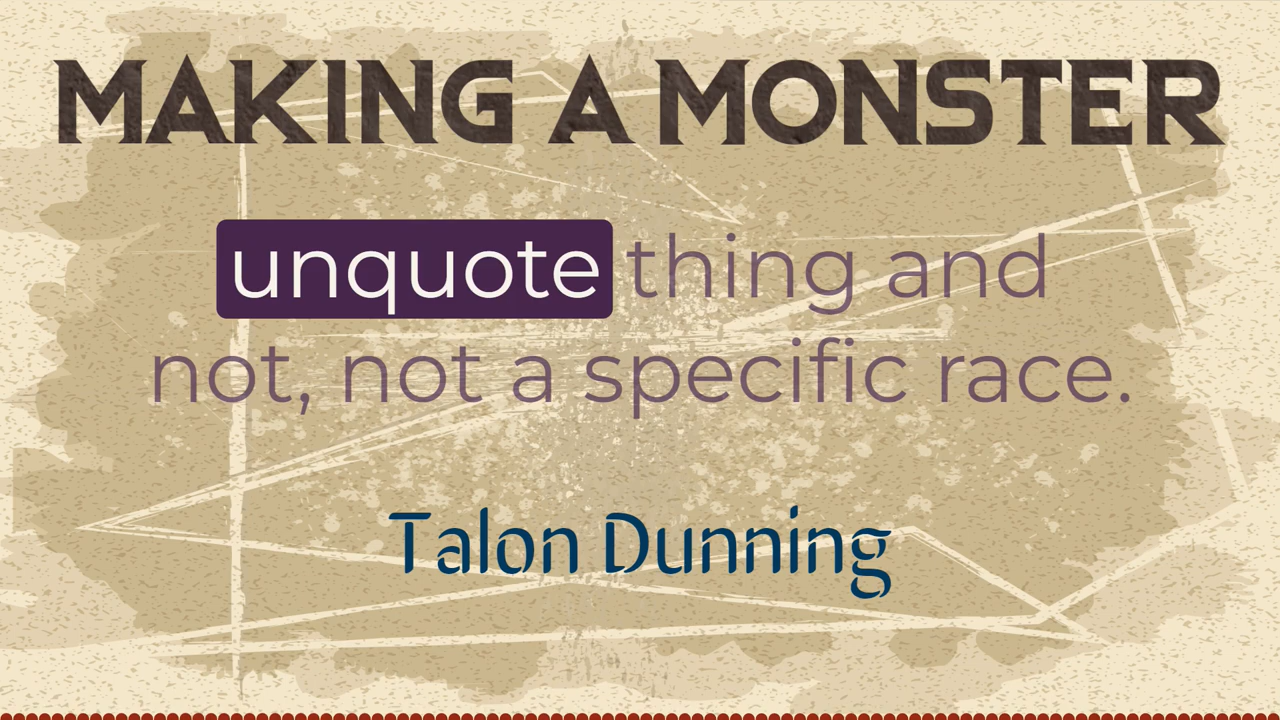 MAKING A MONSTER
unquote thing and
not, not a specific race.
Talon Dunning